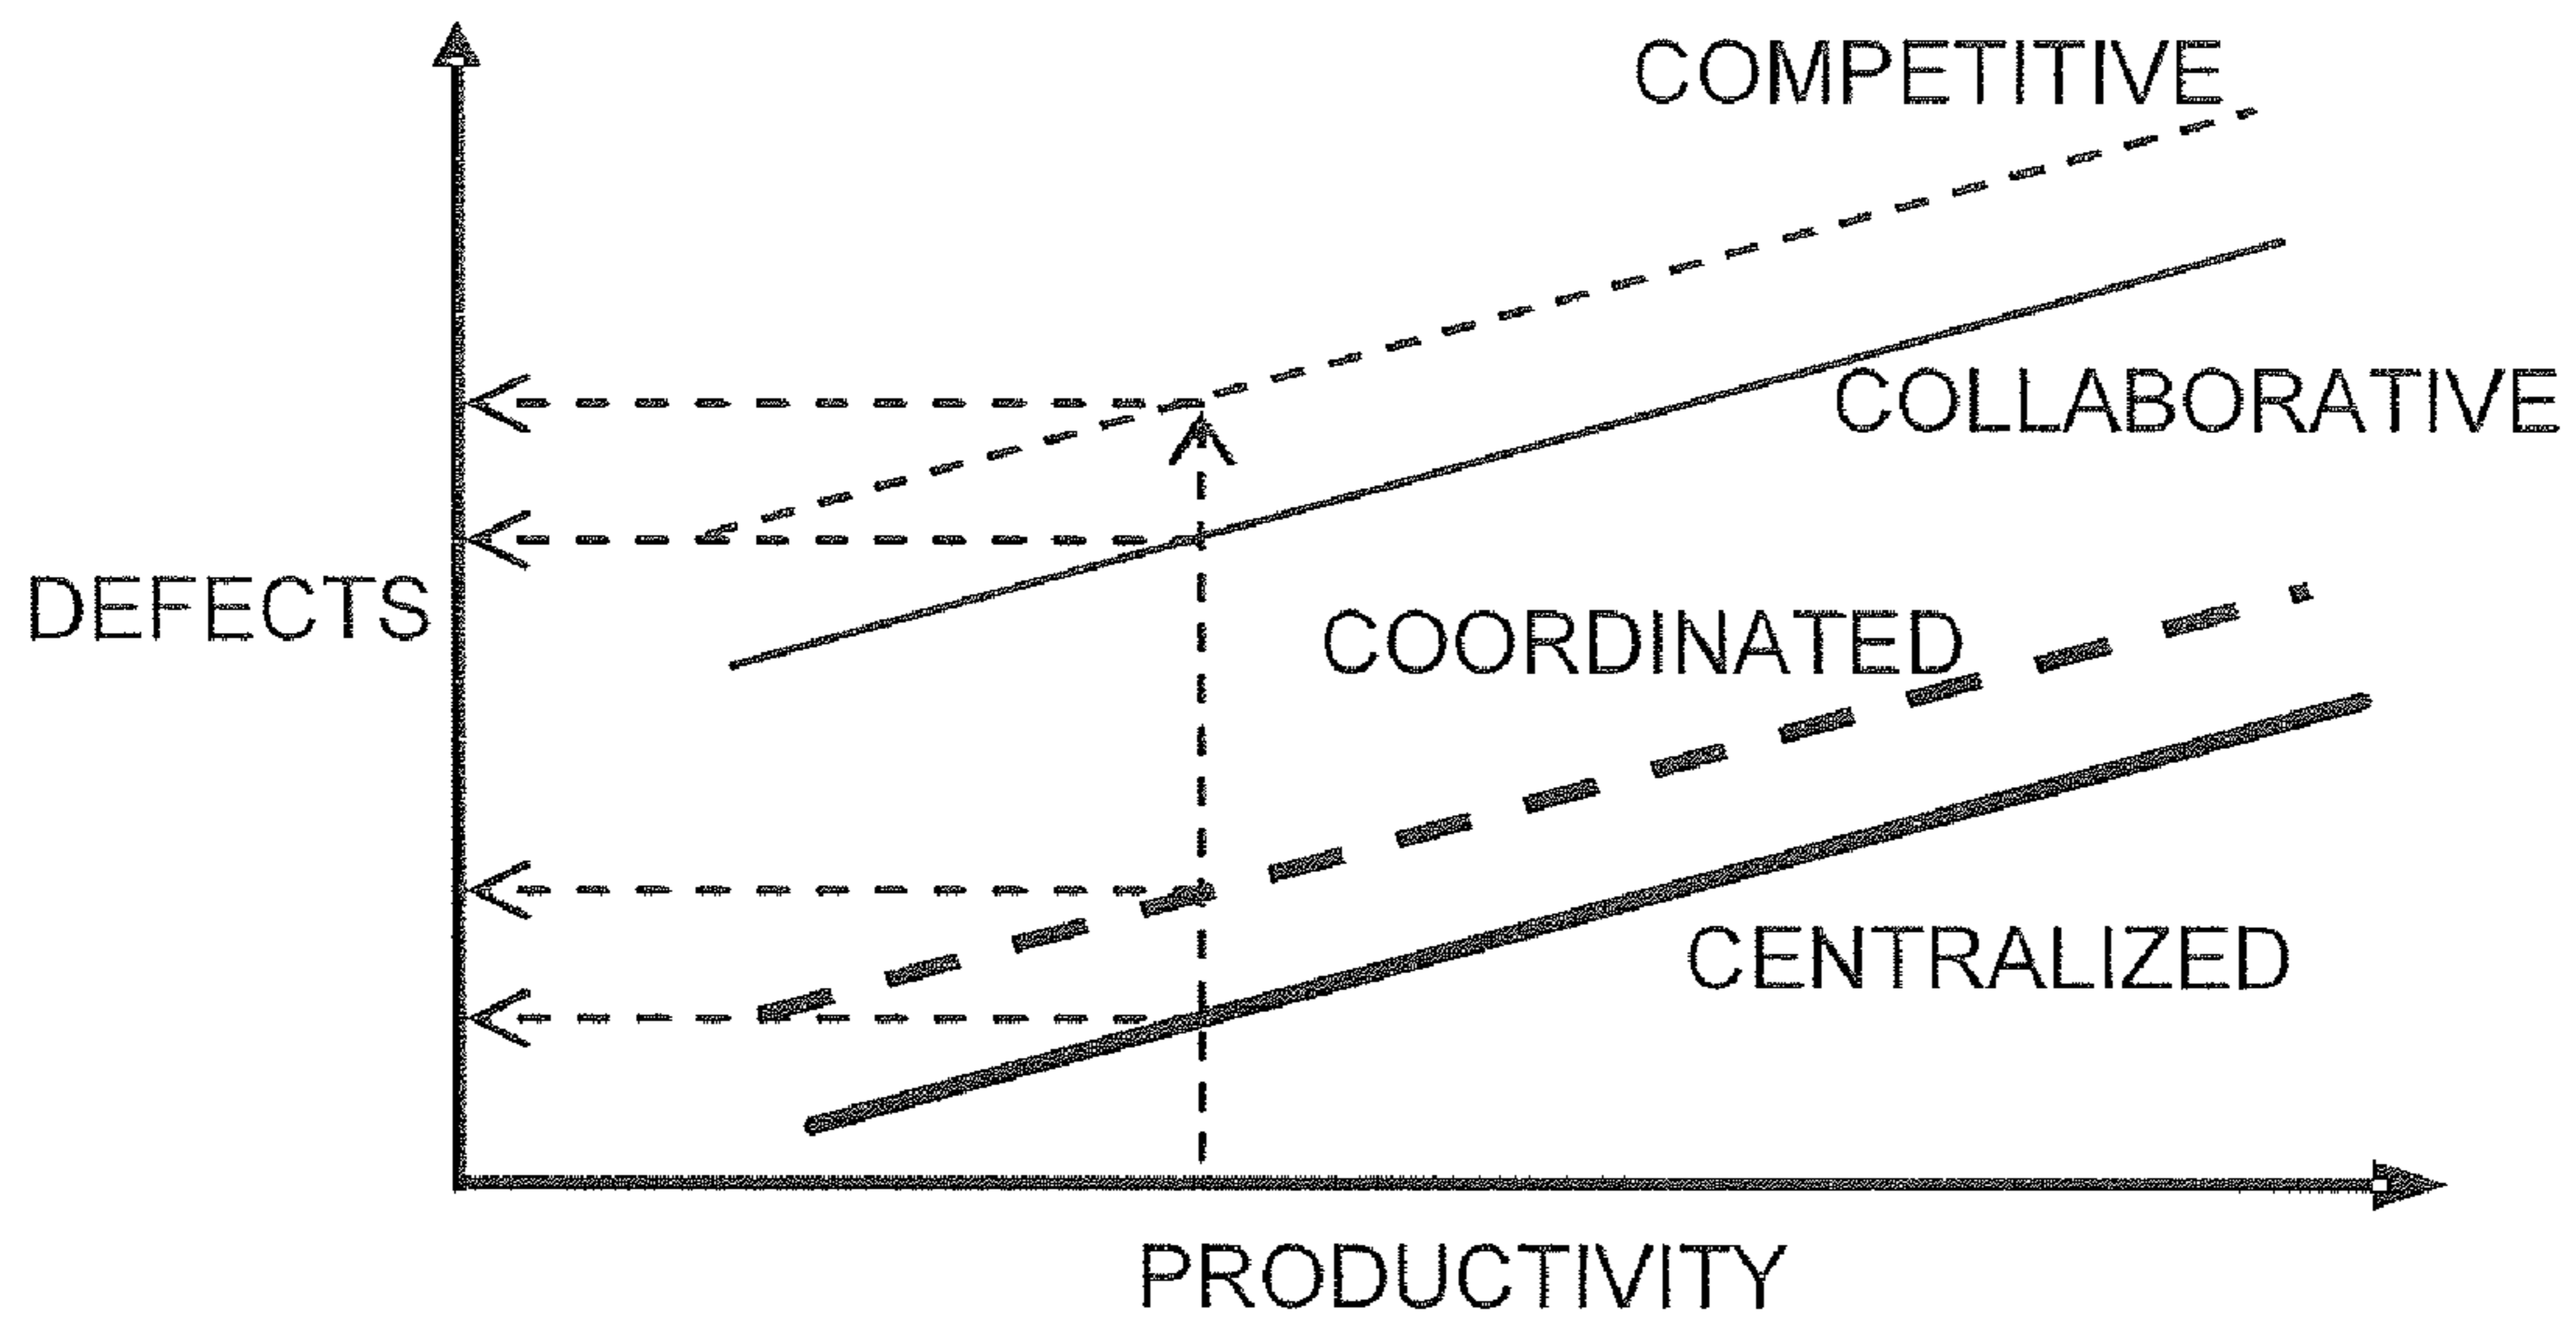 COMPETITIVE
COLLABORATIVE
DEFECTS
COORDINATED
CENTRALIZED
PRODUCTIVITY